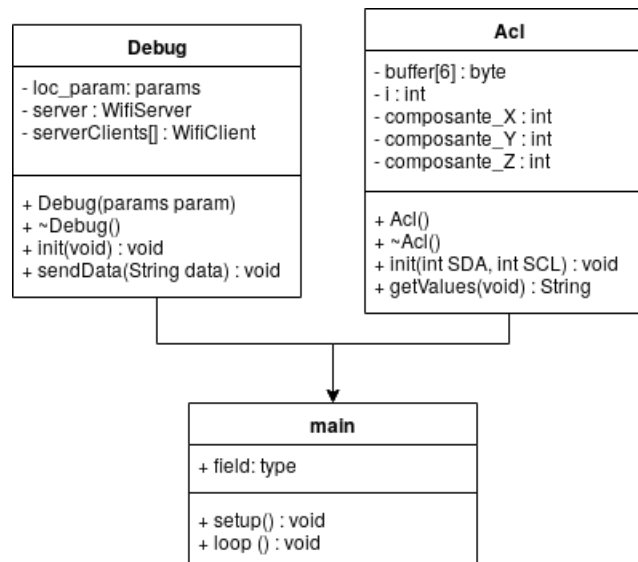 Debug
- loc_param: params
- server : WifiServer
- serverClients[] : WifiClient
+ Debug(params param)
+ ~Debug()
+ init(void) : void
+ sendData(String data) : void
Acl
- buffer[6] : byte
- i : int
- composante_X : int
- composante_Y : int
- composante_Z : int
+ Acl()
+ ~Acl()
+ init(int SDA, int SCL) : void
+ getValues(void) : String
main
+ field: type
+ setup() : void
+ loop () : void